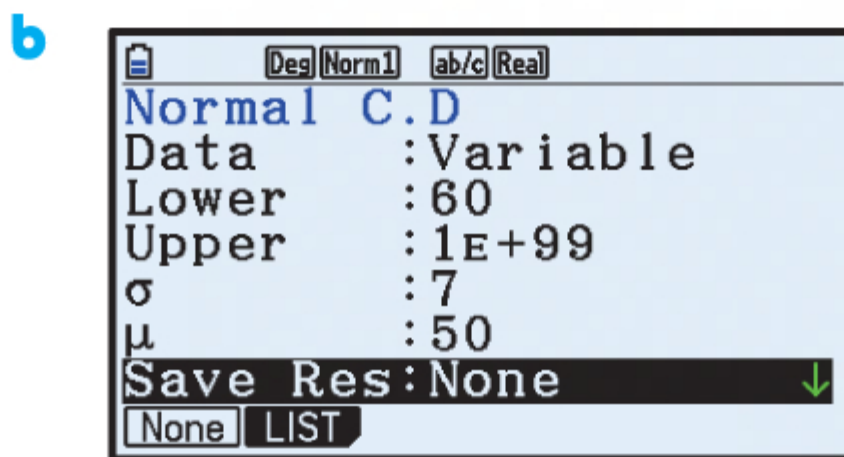 b
Deg Norm1 ab/c Real
Normal C.D
Data :Variable
Lower :60
Upper :1E+99
σ :7
μ :50
Save Res:None ↓
None LIST